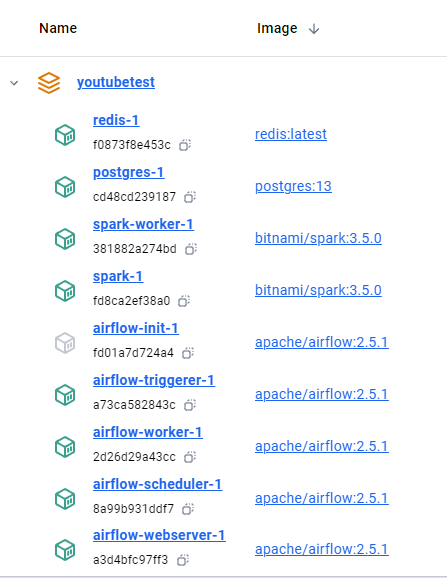 Name Image
youtubetest
redis-1
f0873f8e453c
redis:latest
postgres-1
cd48cd239187
postgres:13
spark-worker-1
381882a274bd
bitnami/spark:3.5.0
spark-1
fd8ca2ef38a0
bitnami/spark:3.5.0
airflow-init-1
fd01a7d724a4
apache/airflow:2.5.1
airflow-triggerer-1
a73ca582843c
apache/airflow:2.5.1
airflow-worker-1
2d26d29a43cc
apache/airflow:2.5.1
airflow-scheduler-1
8a99b931ddf7
apache/airflow:2.5.1
airflow-webserver-1
a3d4bfc97ff3
apache/airflow:2.5.1